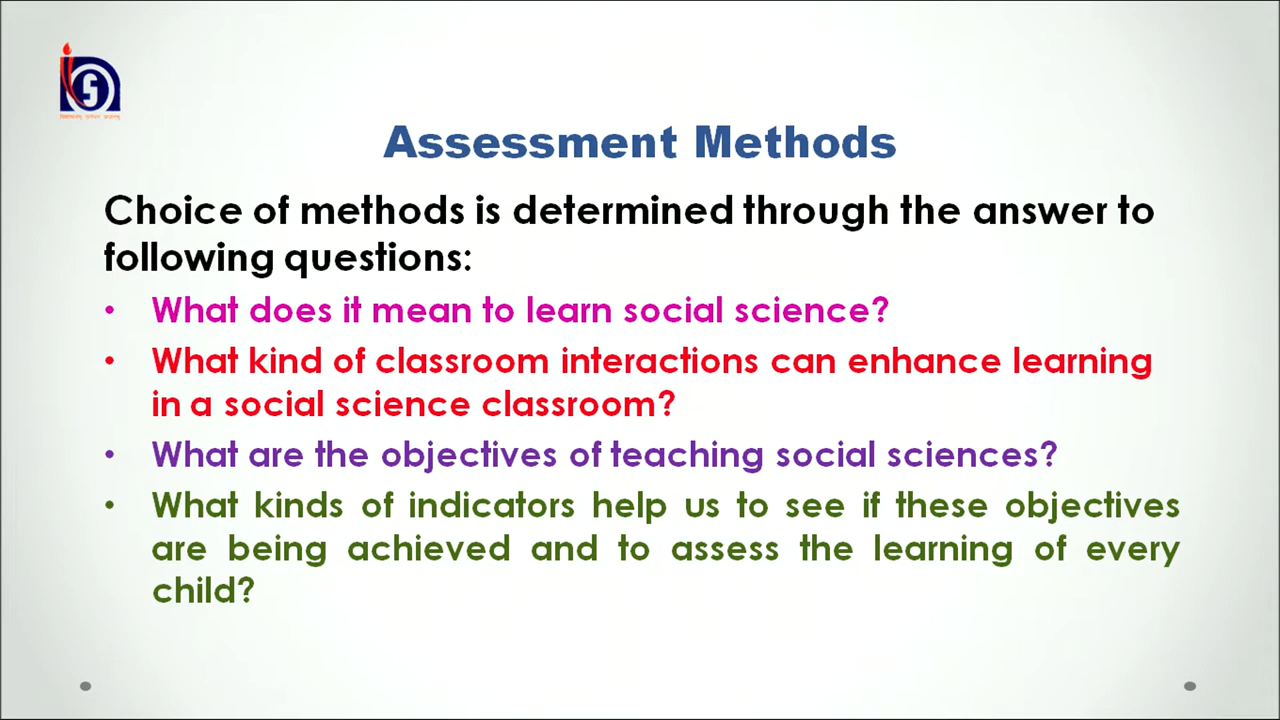 Assessment Methods
Choice of methods is determined through the answer to
following questions:
• What does it mean to learn social science?
• What kind of classroom interactions can enhance learning
in a social science classroom?
• What are the objectives of teaching social sciences?
• What kinds of indicators help us to see if these objectives
are being achieved and to assess the learning of every
child?